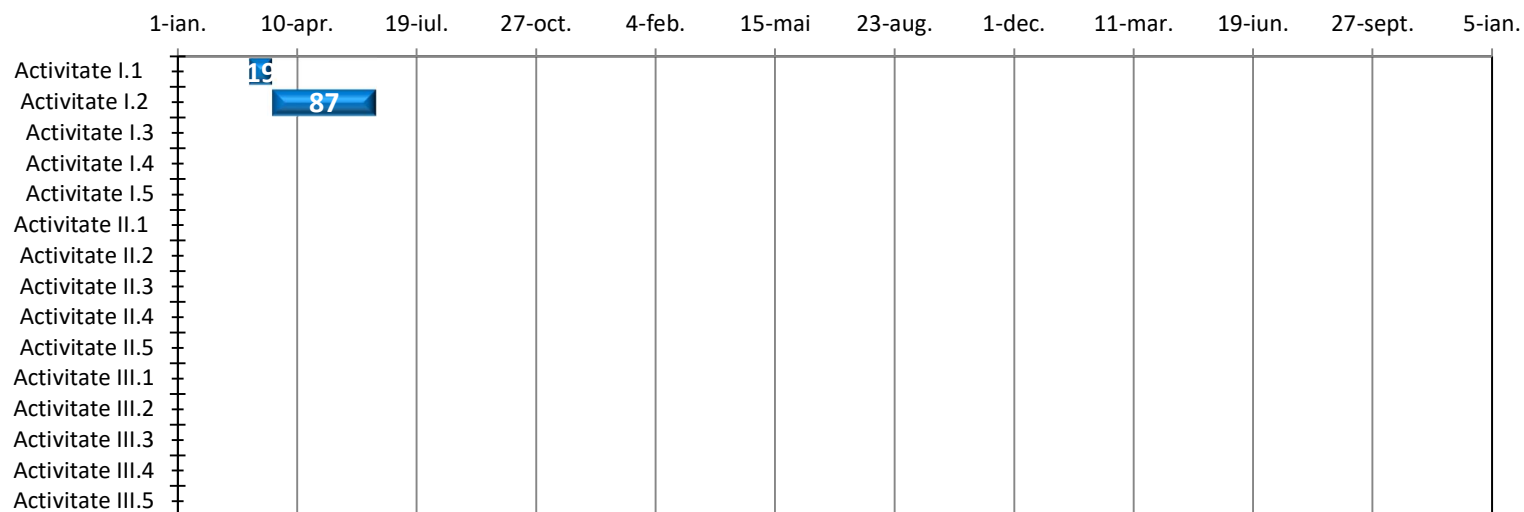 1-ian. 10-apr. 19-iul. 27-oct. 4-feb. 15-mai 23-aug. 1-dec. 11-mar. 19-iun. 27-sept. 5-ian.
Activitate I.1 19
Activitate I.2 87
Activitate I.3
Activitate I.4
Activitate I.5
Activitate II.1
Activitate II.2
Activitate II.3
Activitate II.4
Activitate II.5
Activitate III.1
Activitate III.2
Activitate III.3
Activitate III.4
Activitate III.5